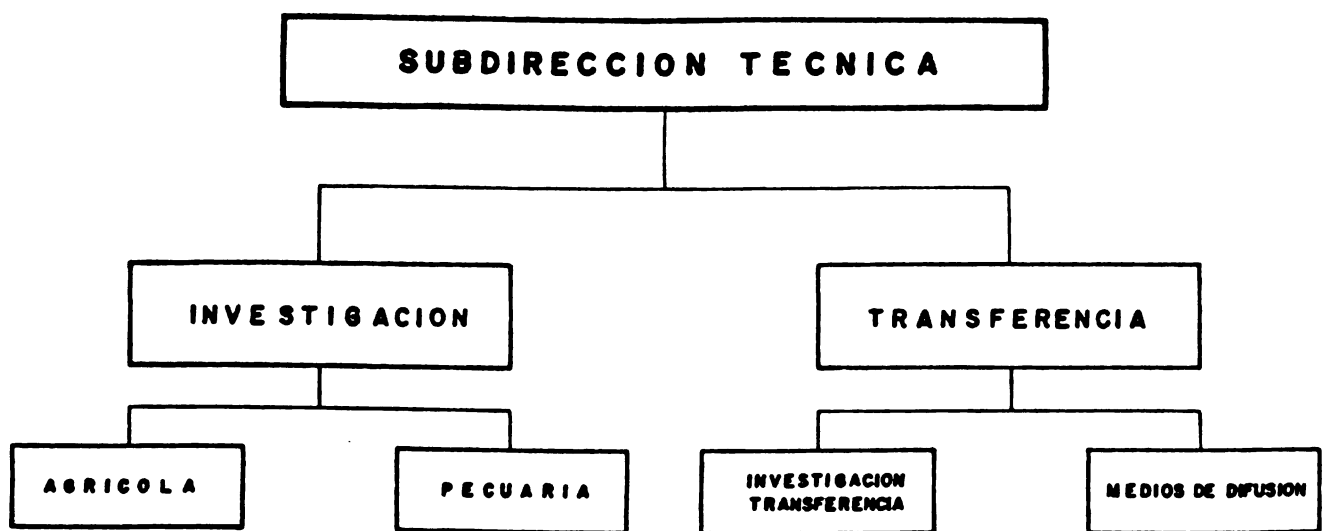 SUBDIRECCION TECNICA
INVESTIGACION
TRANSFERENCIA
AGRICOLA
PECUARIA
INVESTIGACION
TRANSFERENCIA
MEDIOS DE DIFUSION